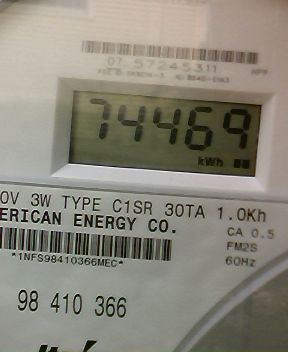 07 57245311
74469
kWh
0V 3W TYPE C1SR 30TA 1.0Kh
ERICAN ENERGY CO. CA 0.5
FM2S
*1NFS98410366MEC* 60Hz
98 410 366